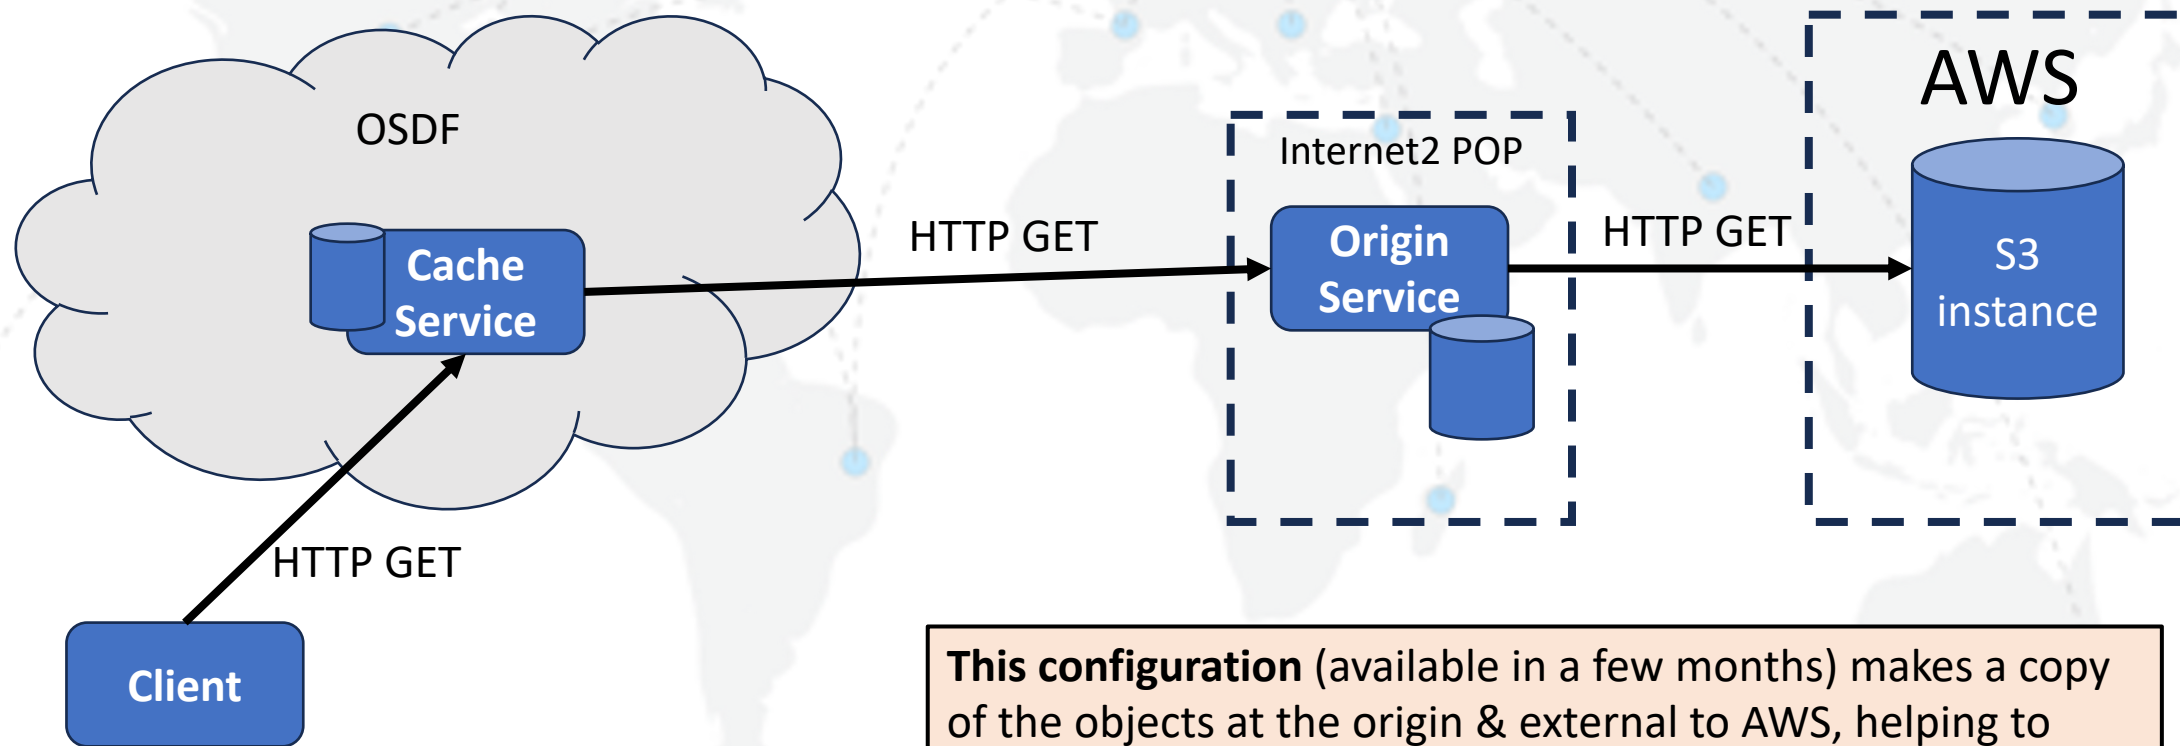 OSDF
Cache
Service
HTTP GET
Client
HTTP GET
Internet2 POP
Origin
Service
HTTP GET
AWS
S3
instance
This configuration (available in a few months) makes a copy
of the objects at the origin & external to AWS, helping to